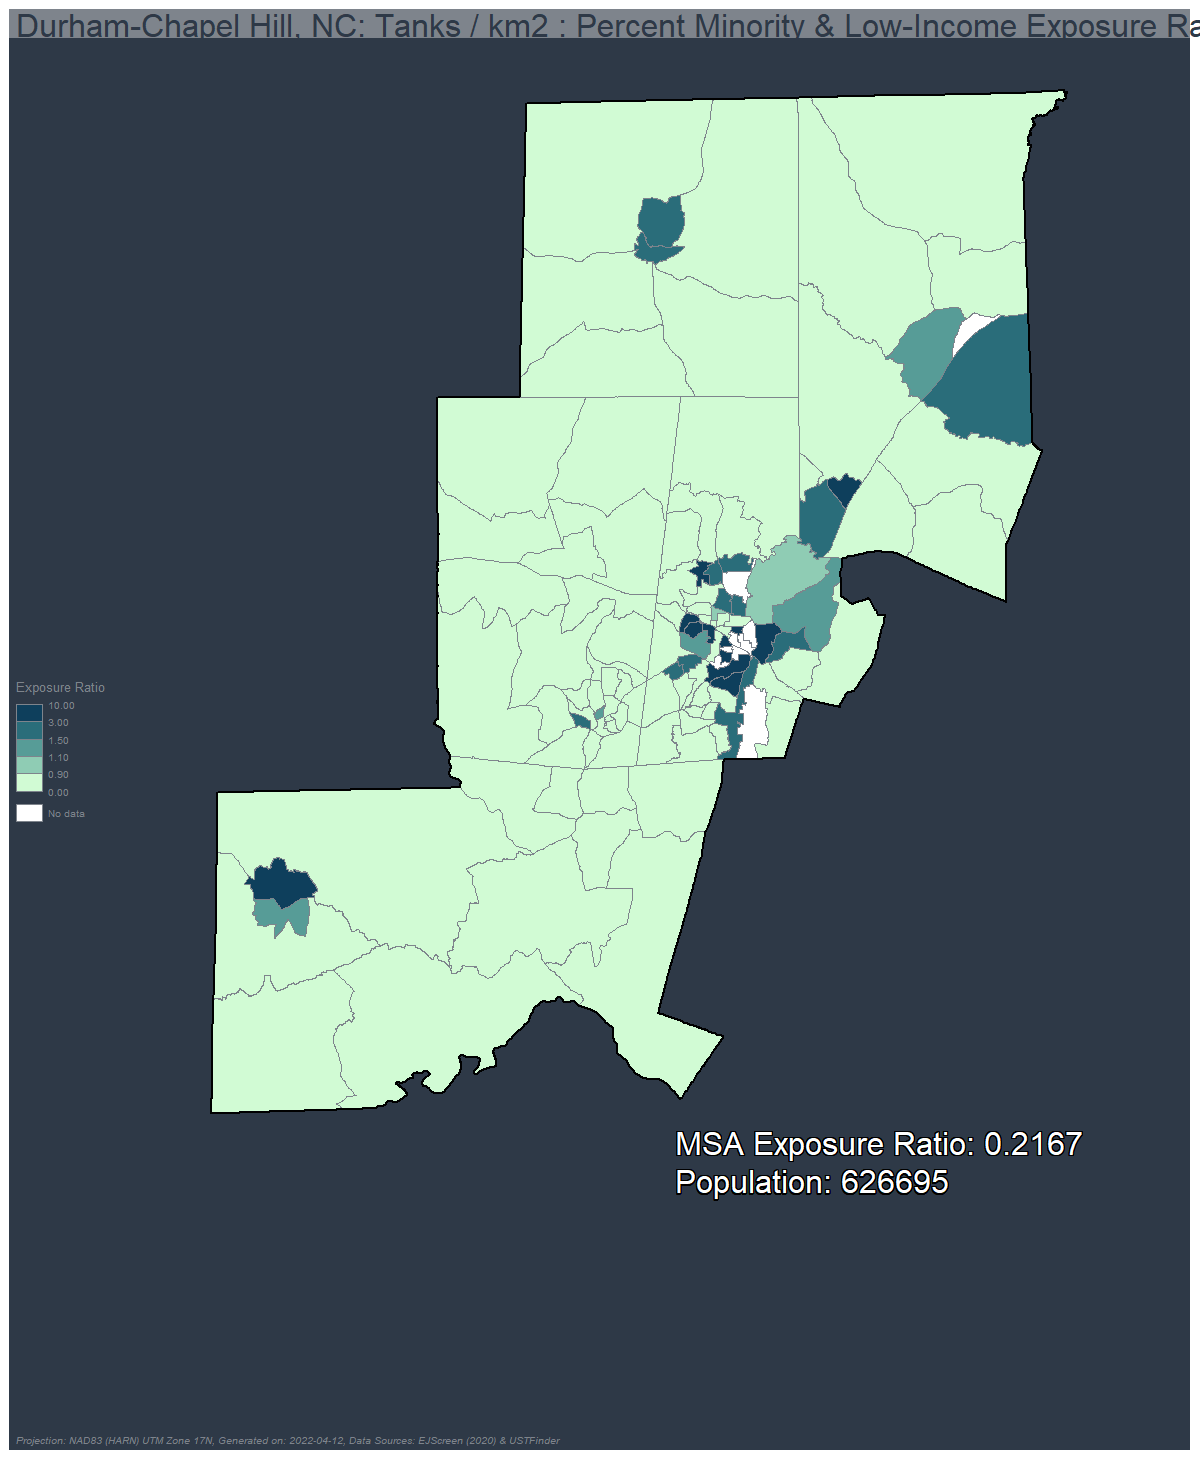 Durham-Chapel Hill, NC: Tanks / km2 : Percent Minority & Low-Income Exposure Ra
Exposure Ratio
10.00
3.00
1.50
1.10
0.90
0.00
No data
MSA Exposure Ratio: 0.2167
Population: 626695
Projection: NAD83 (HARN) UTM Zone 17N, Generated on: 2022-04-12, Data Sources: EJScreen (2020) & USTFinder